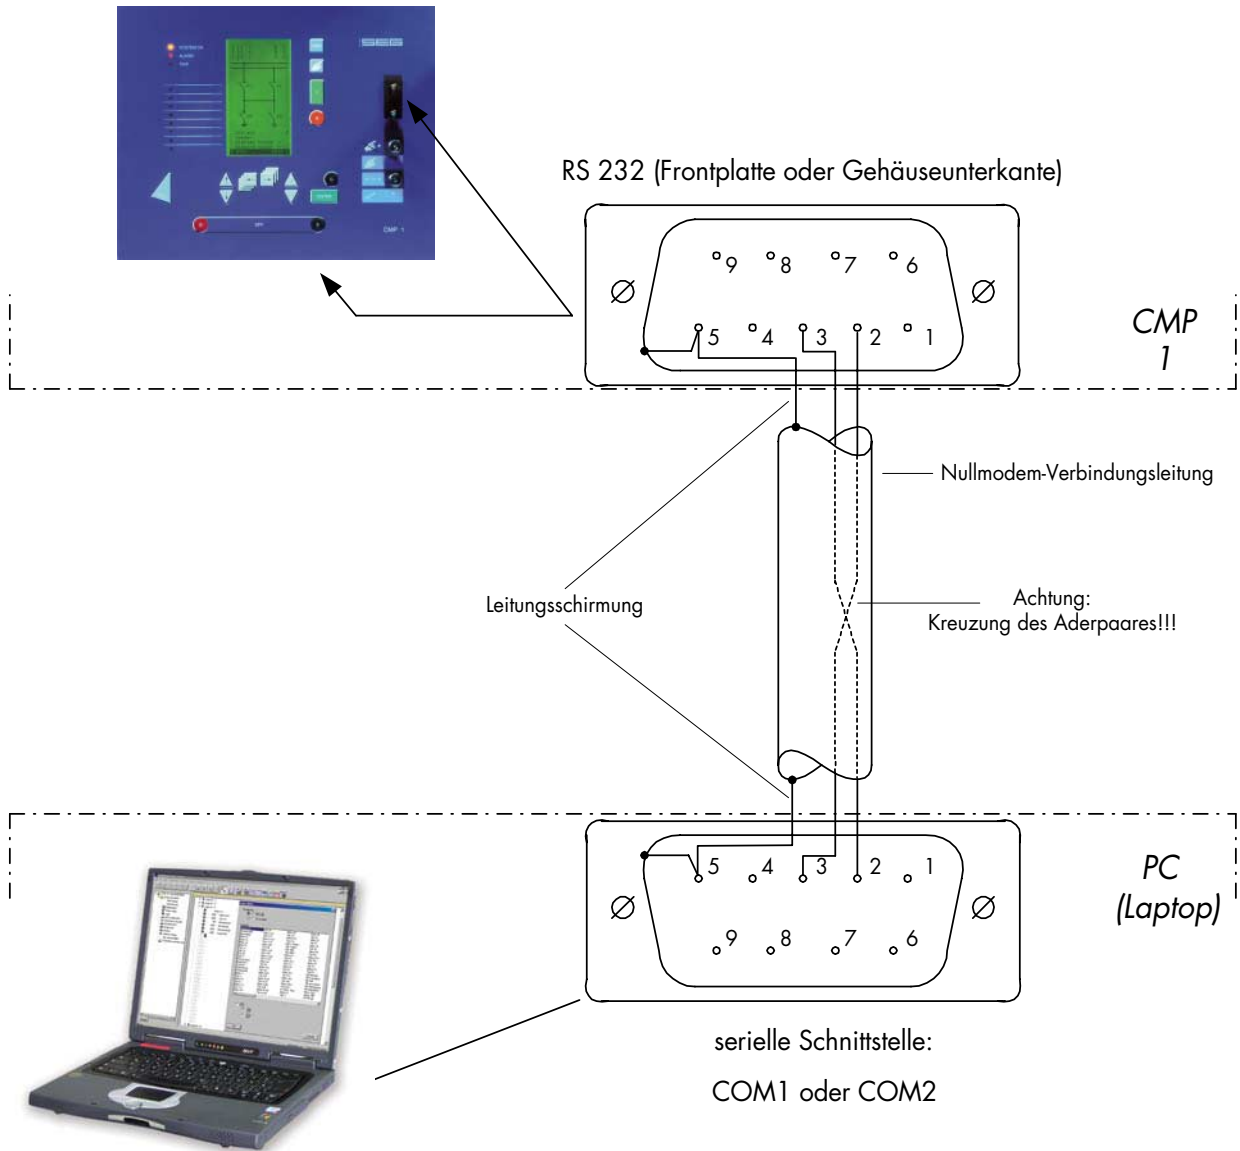 CMP 1
RS 232 (Frontplatte oder Gehäuseunterkante)
9 8 7 6
5 4 3 2 1
CMP
1
Nullmodem-Verbindungsleitung
Leitungsschirmung
Achtung:
Kreuzung des Aderpaares!!!
5 4 3 2 1
9 8 7 6
PC
(Laptop)
serielle Schnittstelle:
COM1 oder COM2